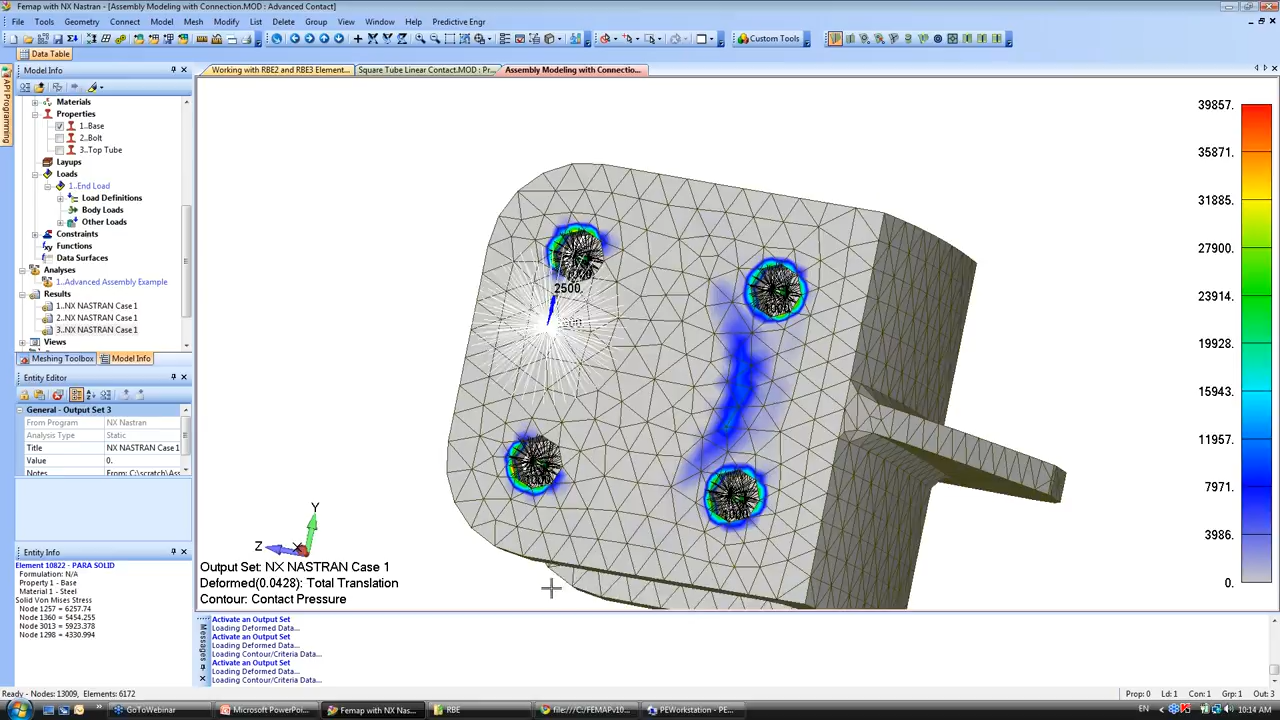 Femap with NX Nastran - [Assembly Modeling with Connection.MOD : Advanced Contact]
File Tools Geometry Connect Model Mesh Modify List Delete Group View Window Help Predictive Engr
Custom Tools
Data Table
Working with RBE2 and RBE3 Element... Square Tube Linear Contact.MOD : Pr... Assembly Modeling with Connectio...
API Programming
Model Info
Materials
Properties
1..Base
2..Bolt
3..Top Tube
Layups
Loads
1..End Load
Load Definitions
Body Loads
Other Loads
Constraints
Functions
Data Surfaces
Analyses
1..Advanced Assembly Example
Results
1..NX NASTRAN Case 1
2..NX NASTRAN Case 1
3..NX NASTRAN Case 1
Views
Meshing Toolbox Model Info
Entity Editor
General - Output Set 3
From Program NX Nastran
Analysis Type Static
Title NX NASTRAN Case 1
Value 0.
Notes From: C:\scratch\Ass
Entity Info
Element 10822 - PARA SOLID
Formulation: N/A
Property 1 - Base
Material 1 - Steel
Solid Von Mises Stress
Node 1257 = 6257.74
Node 1360 = 5454.255
Node 3013 = 5923.378
Node 1298 = 4330.994
2500.
39857.
35871.
31885.
27900.
23914.
19928.
15943.
11957.
7971.
3986.
0.
Y
Z
X
Output Set: NX NASTRAN Case 1
Deformed(0.0428): Total Translation
Contour: Contact Pressure
Messages
Activate an Output Set
Loading Deformed Data...
Activate an Output Set
Loading Deformed Data...
Loading Contour/Criteria Data...
Activate an Output Set
Loading Deformed Data...
Loading Contour/Criteria Data...
Ready - Nodes: 13009, Elements: 6172
Prop: 0 Ld: 1 Con: 1 Grp: 1 Out: 3
GoToWebinar
Microsoft PowerPoi...
Femap with NX Nas...
RBE
file:///C:/FEMAPv10...
PEWorkstation - PE...
EN
10:14 AM